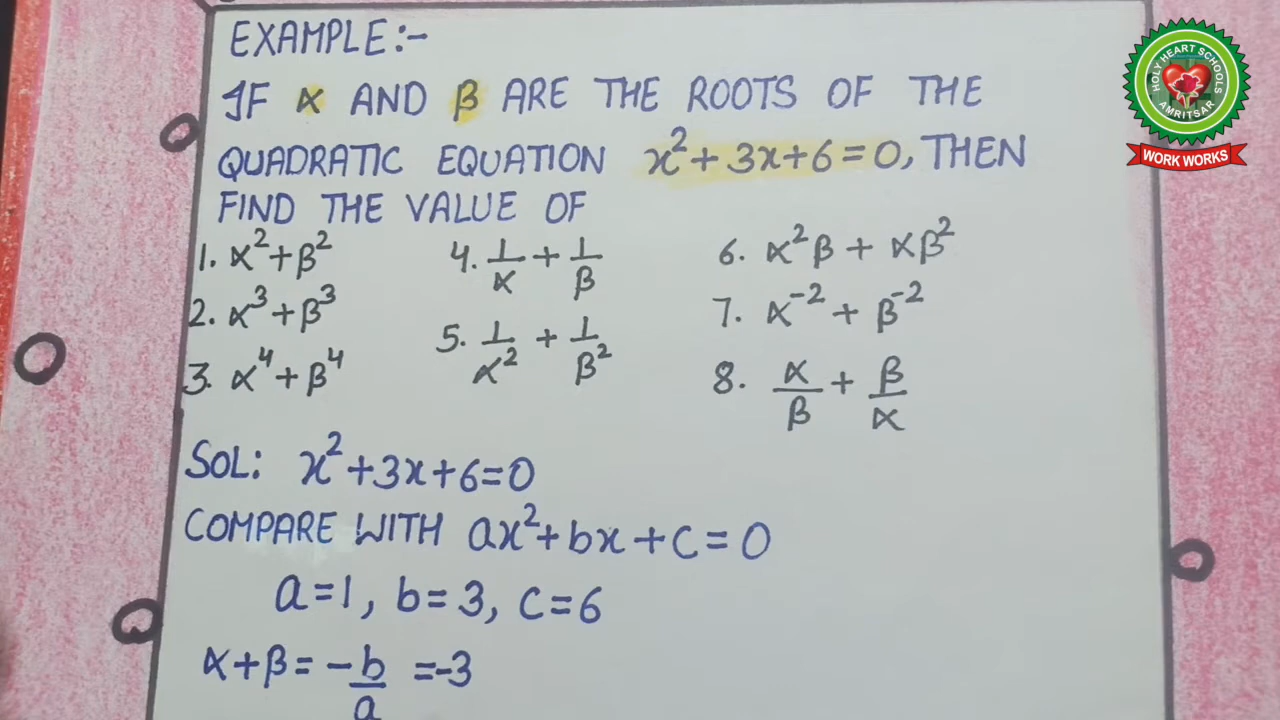 EXAMPLE:-
IF α AND β ARE THE ROOTS OF THE
QUADRATIC EQUATION x²+3x+6=0, THEN
FIND THE VALUE OF
1. α²+β²
2. α³+β³
3. α⁴+β⁴
4. 1/α + 1/β
5. 1/α² + 1/β²
6. α²β + αβ²
7. α⁻² + β⁻²
8. α/β + β/α
SOL: x²+3x+6=0
COMPARE WITH ax²+bx+c=0
a=1, b=3, c=6
α+β = -b/a =-3
HOLY HEART SCHOOLS
AMRITSAR
WORK WORKS